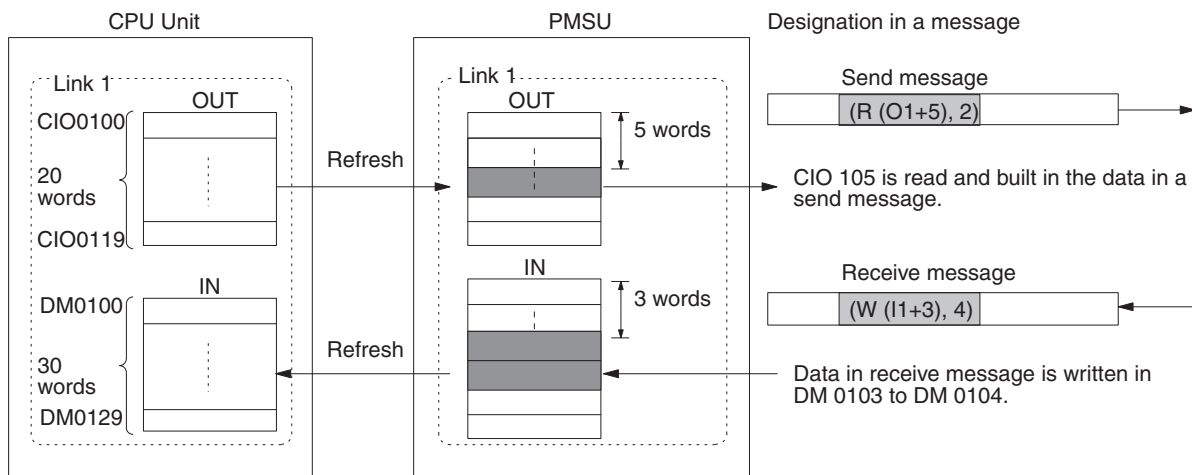 CPU Unit
PMSU
Designation in a message
Link 1
OUT
CIO0100
20
words
CIO0119
IN
DM0100
30
words
DM0129
Refresh
Refresh
Link 1
OUT
5 words
IN
3 words
Send message
(R (O1+5), 2)
CIO 105 is read and built in the data in a
send message.
Receive message
(W (I1+3), 4)
Data in receive message is written in
DM 0103 to DM 0104.